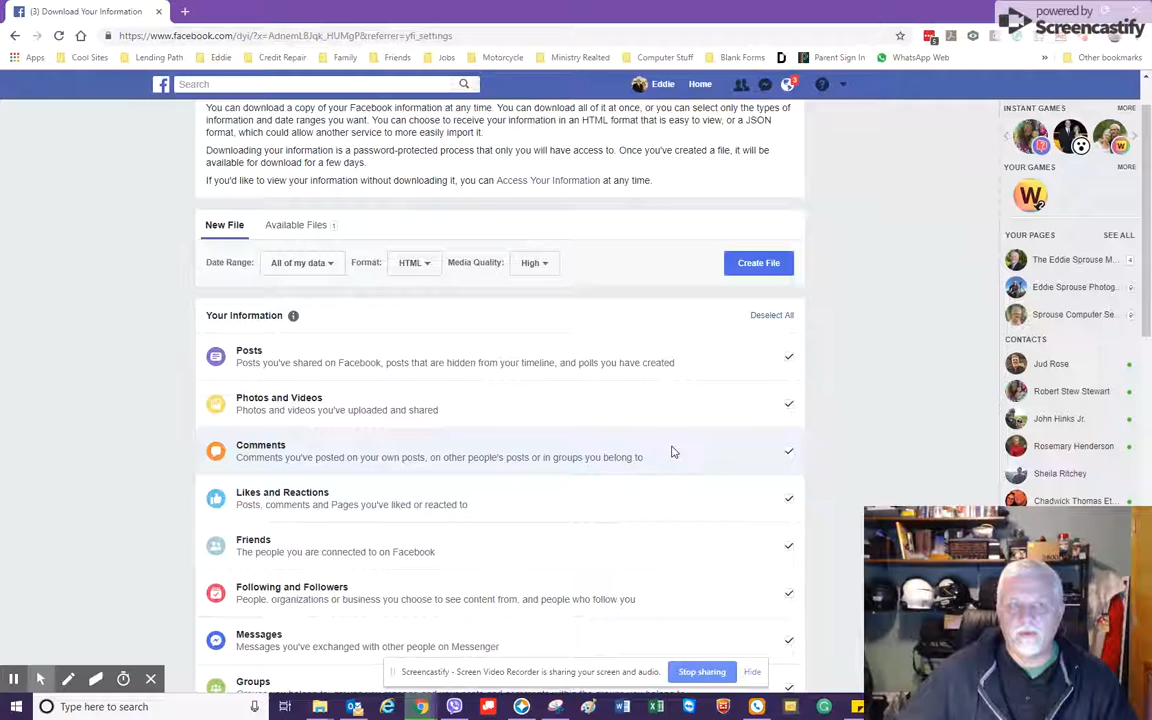 (3) Download Your Information
powered by
Screencastify
https://www.facebook.com/dyi/?x=AdnemL8Jqk_HUMgP&referrer=yfi_settings
Apps Cool Sites Lending Path Eddie Credit Repair Family Friends Jobs Motorcycle Ministry Realted Computer Stuff Blank Forms D Parent Sign In WhatsApp Web » Other bookmarks
Search Eddie Home 3
You can download a copy of your Facebook information at any time. You can download all of it at once, or you can select only the types of
information and date ranges you want. You can choose to receive your information in an HTML format that is easy to view, or a JSON
format, which could allow another service to more easily import it.
Downloading your information is a password-protected process that only you will have access to. Once you've created a file, it will be
available for download for a few days.
If you'd like to view your information without downloading it, you can Access Your Information at any time.
New File Available Files 1
Date Range: All of my data Format: HTML Media Quality: High Create File
Your Information Deselect All
Posts
Posts you've shared on Facebook, posts that are hidden from your timeline, and polls you have created
Photos and Videos
Photos and videos you've uploaded and shared
Comments
Comments you've posted on your own posts, on other people's posts or in groups you belong to
Likes and Reactions
Posts, comments and Pages you've liked or reacted to
Friends
The people you are connected to on Facebook
Following and Followers
People, organizations or business you choose to see content from, and people who follow you
Messages
Messages you've exchanged with other people on Messenger
Groups
INSTANT GAMES MORE
YOUR GAMES MORE
W
YOUR PAGES SEE ALL
The Eddie Sprouse M... 4
Eddie Sprouse Photog...
Sprouse Computer Se...
CONTACTS
Jud Rose
Robert Stew Stewart
John Hinks Jr.
Rosemary Henderson
Sheila Ritchey
Chadwick Thomas Et...
Screencastify - Screen Video Recorder is sharing your screen and audio. Stop sharing Hide
Type here to search